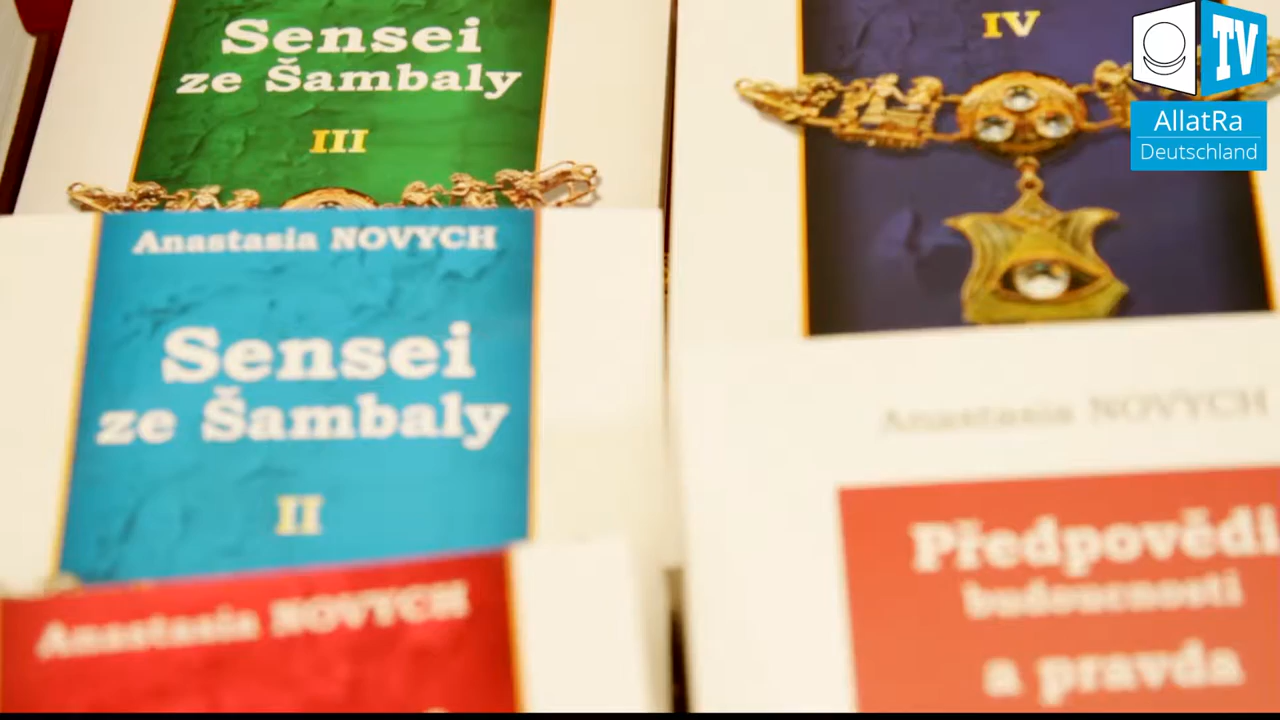 Sensei
ze Šambaly
III
IV
TV
AllatRa
Deutschland
Anastasia NOVYCH
Sensei
ze Šambaly
II
Anastasia NOVYCH
Předpovědi
budoucnosti
a pravda
Anastasia NOVYCH